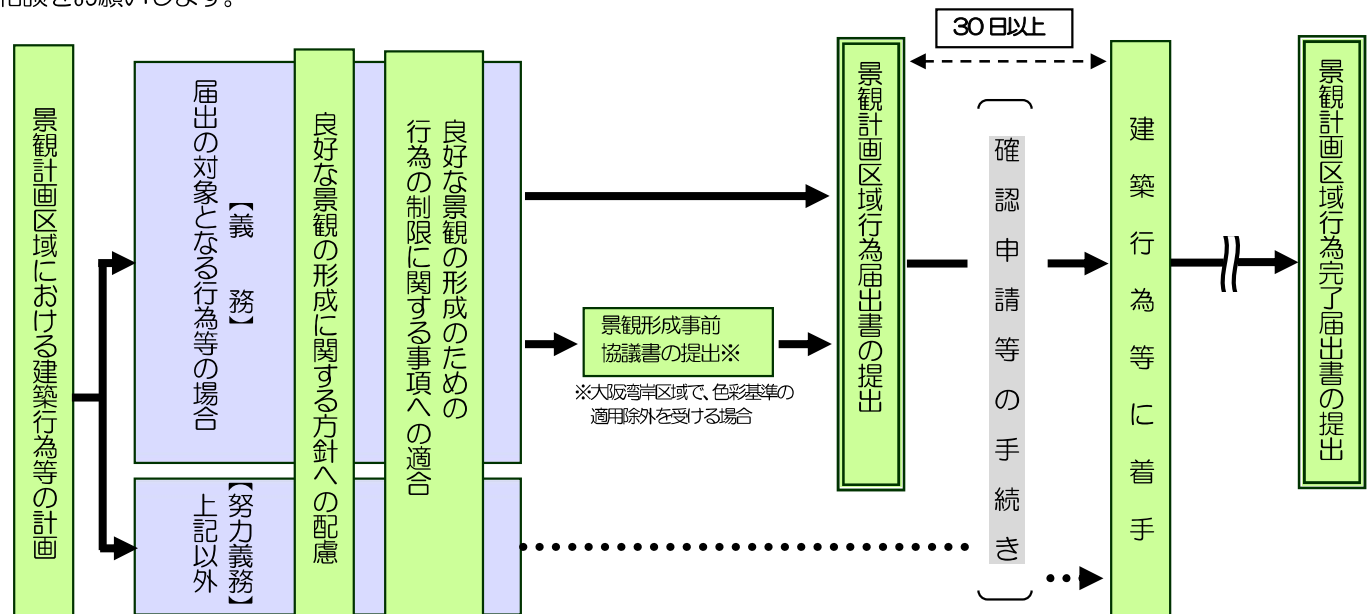 相談をお願いします。
景観計画区域における建築行為等の計画
届出の対象となる行為等の場合
【義　務】
上記以外
【努力義務】
良好な景観の形成に関する方針への配慮
良好な景観の形成のための
行為の制限に関する事項への適合
景観形成事前
協議書の提出※
※大阪湾岸区域で、色彩基準の
適用除外を受ける場合
景観計画区域行為届出書の提出
30日以上
確認申請等の手続き
建築行為等に着手
景観計画区域行為完了届出書の提出